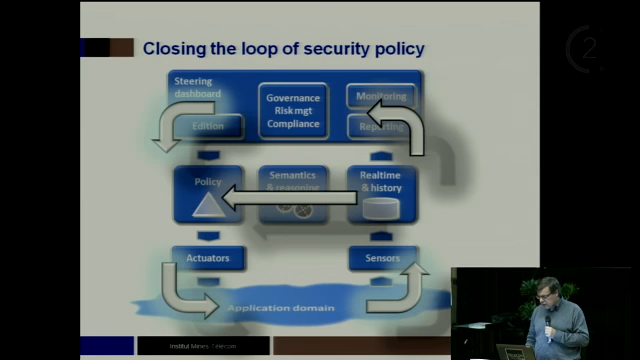 Closing the loop of security policy
Steering
dashboard
Governance
Risk mgt
Compliance
Monitoring
Edition
Reporting
Policy
Semantics
& reasoning
Realtime
& history
Actuators
Sensors
Application domain
Institut Mines-Télécom
2